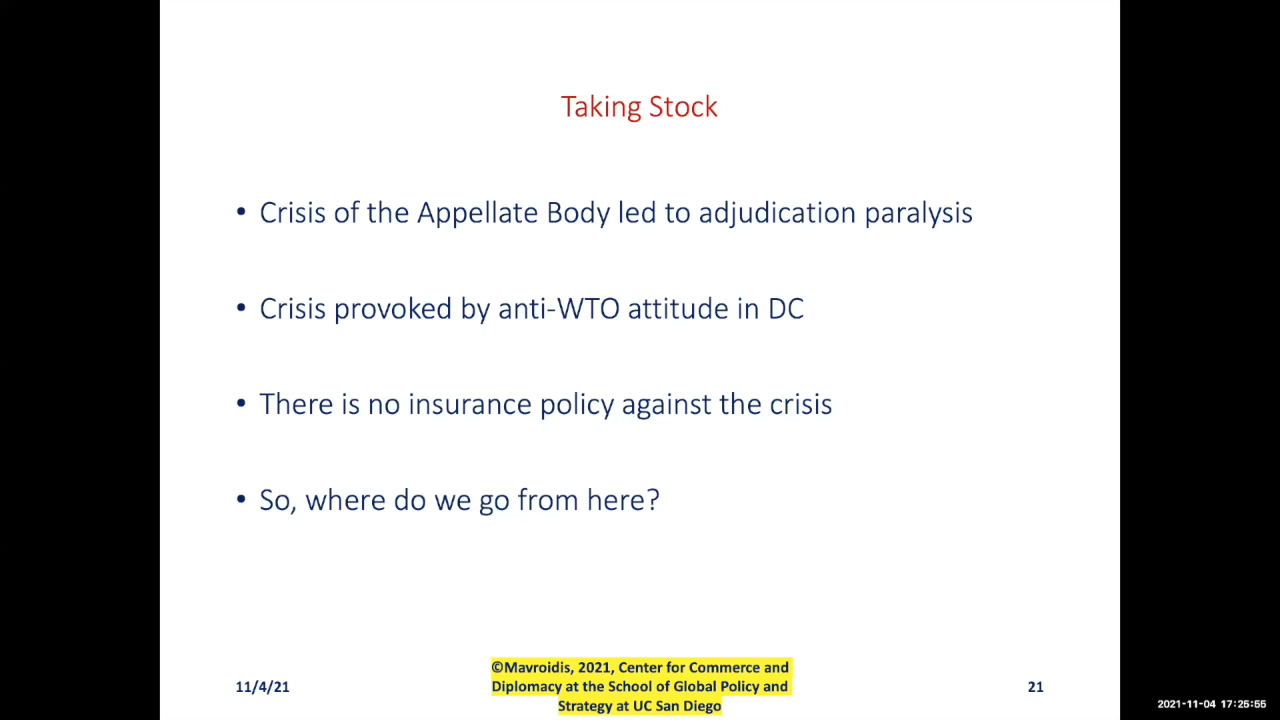 Taking Stock
• Crisis of the Appellate Body led to adjudication paralysis
• Crisis provoked by anti-WTO attitude in DC
• There is no insurance policy against the crisis
• So, where do we go from here?
11/4/21
©Mavroidis, 2021, Center for Commerce and
Diplomacy at the School of Global Policy and
Strategy at UC San Diego
21
2021-11-04 17:25:55